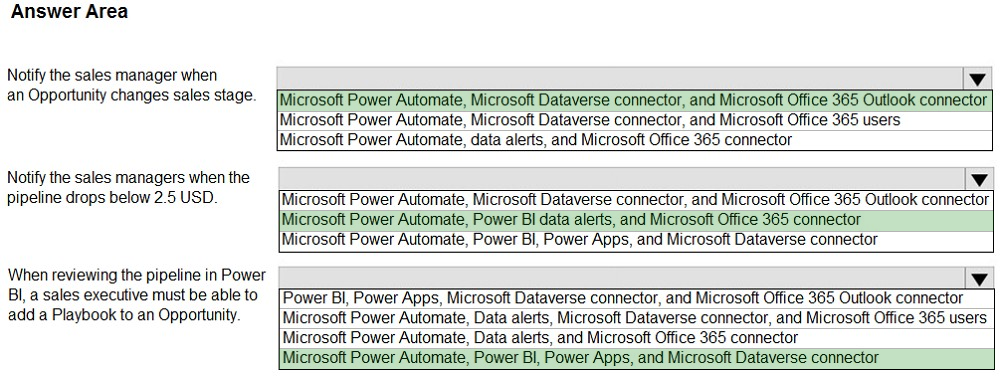 Answer Area
Notify the sales manager when
an Opportunity changes sales stage.
Microsoft Power Automate, Microsoft Dataverse connector, and Microsoft Office 365 Outlook connector
Microsoft Power Automate, Microsoft Dataverse connector, and Microsoft Office 365 users
Microsoft Power Automate, data alerts, and Microsoft Office 365 connector
Notify the sales managers when the
pipeline drops below 2.5 USD.
Microsoft Power Automate, Microsoft Dataverse connector, and Microsoft Office 365 Outlook connector
Microsoft Power Automate, Power BI data alerts, and Microsoft Office 365 connector
Microsoft Power Automate, Power BI, Power Apps, and Microsoft Dataverse connector
When reviewing the pipeline in Power
BI, a sales executive must be able to
add a Playbook to an Opportunity.
Power BI, Power Apps, Microsoft Dataverse connector, and Microsoft Office 365 Outlook connector
Microsoft Power Automate, Data alerts, Microsoft Dataverse connector, and Microsoft Office 365 users
Microsoft Power Automate, Data alerts, and Microsoft Office 365 connector
Microsoft Power Automate, Power BI, Power Apps, and Microsoft Dataverse connector